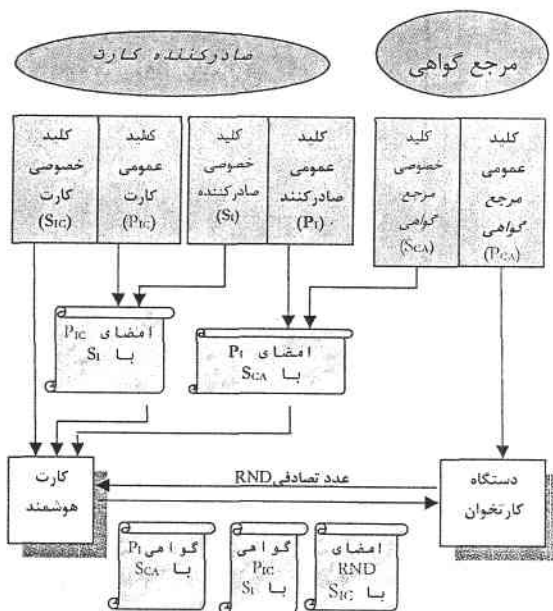 صادرکننده کارت
مرجع گواهی
کلید
خصوصی
کارت
(SIC)
کلید
عمومی
کارت
(PIC)
کلید
خصوصی
صادرکننده
(SI)
کلید
عمومی
صادرکنند
(PI)
کلید
خصوصی
مرجع
گواهی
(SCA)
کلید
عمومی
مرجع
گواهی
(PCA)
امضای PIC
با SI
امضای PI
با SCA
کارت
هوشمند
عدد تصادفی RND
دستگاه
کارتخوان
گواهی PI
با SCA
گواهی
PIC
با SI
امضای
RND
با SIC